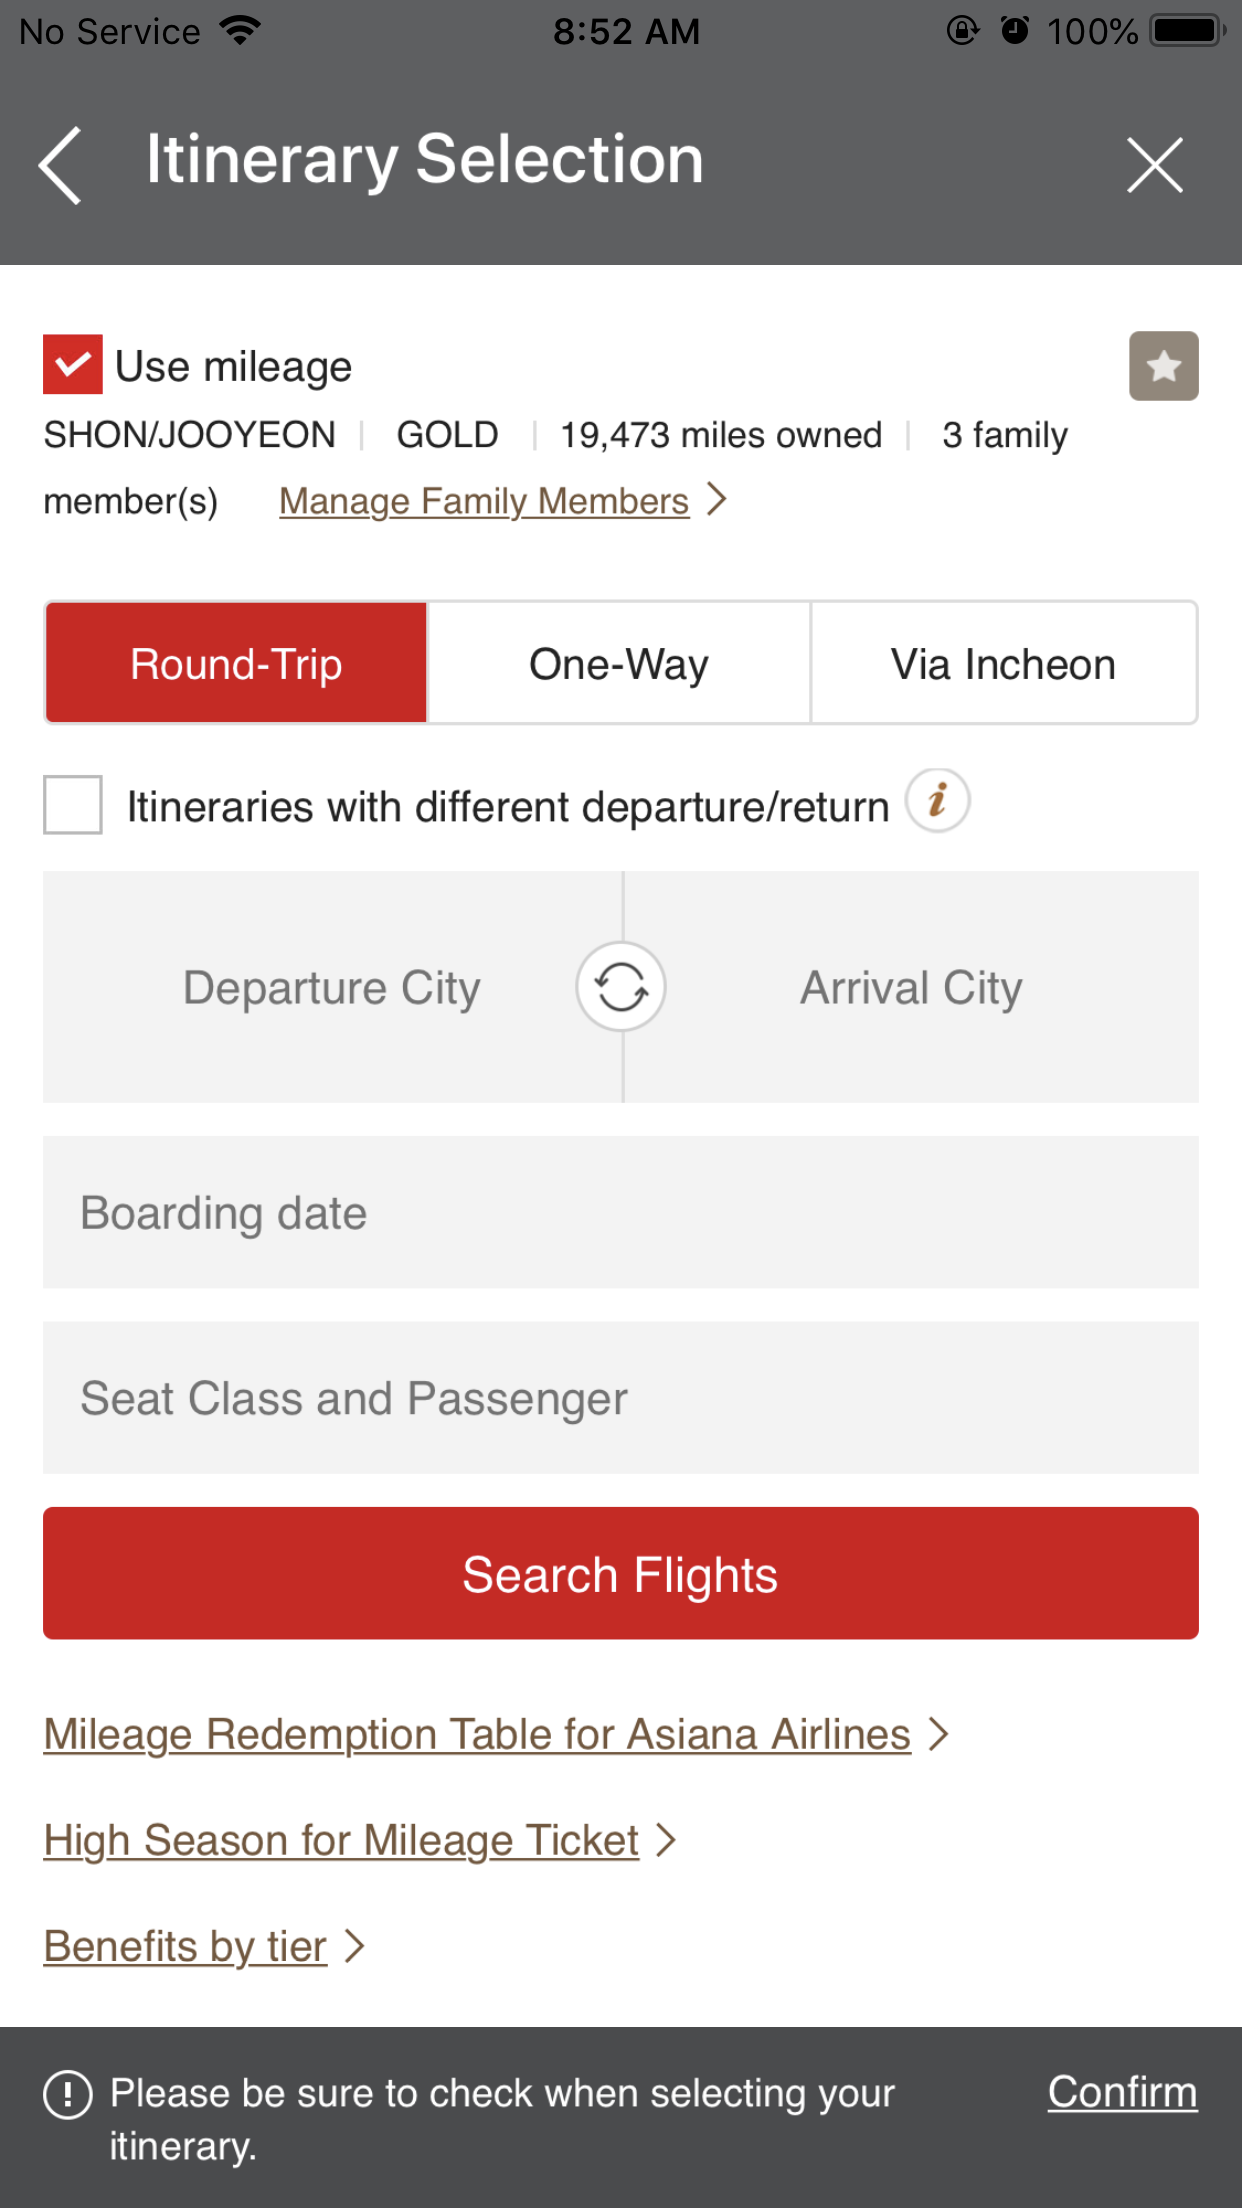 No Service 8:52 AM 100%
Itinerary Selection
Use mileage
SHON/JOOYEON | GOLD | 19,473 miles owned | 3 family
member(s) Manage Family Members
Round-Trip One-Way Via Incheon
Itineraries with different departure/return i
Departure City Arrival City
Boarding date
Seat Class and Passenger
Search Flights
Mileage Redemption Table for Asiana Airlines
High Season for Mileage Ticket
Benefits by tier
Please be sure to check when selecting your Confirm
itinerary.